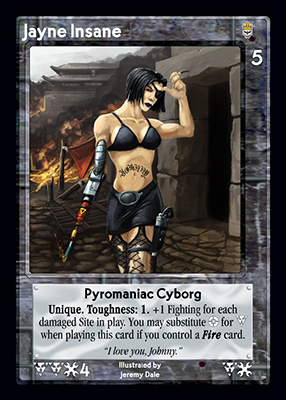 Jayne Insane
5
Pyromaniac Cyborg
Unique. Toughness: 1. +1 Fighting for each
damaged Site in play. You may substitute for
when playing this card if you control a Fire card.
"I love you, Johnny."
Illustrated by
Jeremy Dale
4